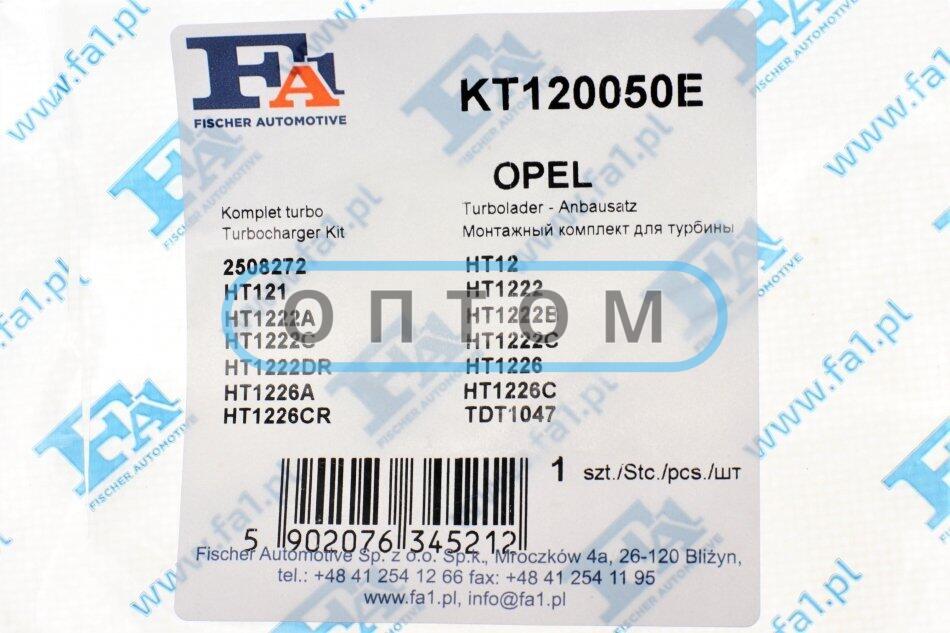 FA1
FISCHER AUTOMOTIVE
KT120050E
OPEL
Komplet turbo
Turbocharger Kit
Turbolader - Anbausatz
Монтажный комплект для турбины
2508272 HT12
HT121 HT1222
HT1222A HT1222B
HT1222C HT1222C
HT1222DR HT1226
HT1226A HT1226C
HT1226CR TDT1047
ОПТОМ
1 szt./Stc./pcs./шт
5 902076 345212
Fischer Automotive Sp. z o.o. Sp.k., Mroczków 4a, 26-120 Bliżyn,
tel.: +48 41 254 12 66 fax: +48 41 254 11 95
www.fa1.pl, info@fa1.pl
www.fa1.pl
FA1
FISCHER AUTOMOTIVE